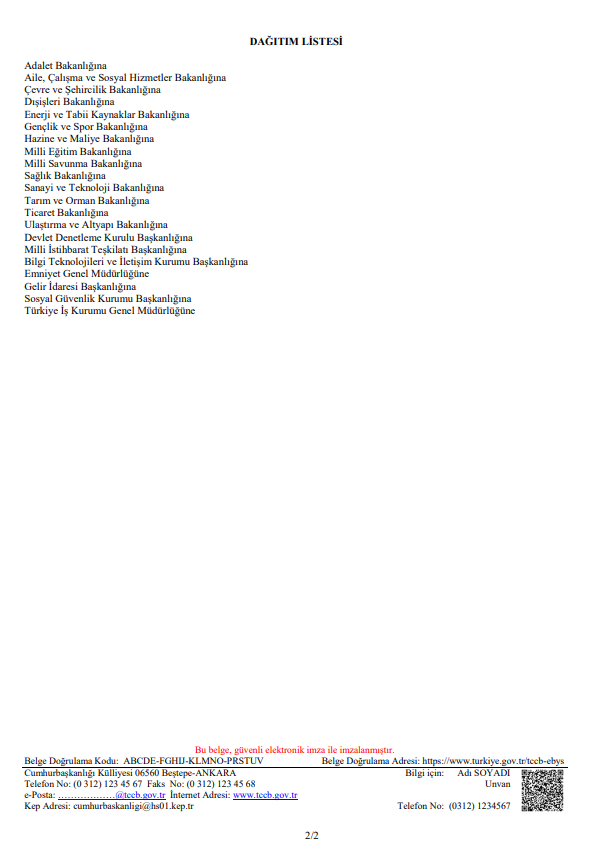 DAĞITIM LİSTESİ
Adalet Bakanlığına
Aile, Çalışma ve Sosyal Hizmetler Bakanlığına
Çevre ve Şehircilik Bakanlığına
Dışişleri Bakanlığına
Enerji ve Tabii Kaynaklar Bakanlığına
Gençlik ve Spor Bakanlığına
Hazine ve Maliye Bakanlığına
Milli Eğitim Bakanlığına
Milli Savunma Bakanlığına
Sağlık Bakanlığına
Sanayi ve Teknoloji Bakanlığına
Tarım ve Orman Bakanlığına
Ticaret Bakanlığına
Ulaştırma ve Altyapı Bakanlığına
Devlet Denetleme Kurulu Başkanlığına
Milli İstihbarat Teşkilatı Başkanlığına
Bilgi Teknolojileri ve İletişim Kurumu Başkanlığına
Emniyet Genel Müdürlüğüne
Gelir İdaresi Başkanlığına
Sosyal Güvenlik Kurumu Başkanlığına
Türkiye İş Kurumu Genel Müdürlüğüne
Bu belge, güvenli elektronik imza ile imzalanmıştır.
Belge Doğrulama Kodu: ABCDE-FGHIJ-KLMNO-PRSTUV Belge Doğrulama Adresi: https://www.turkiye.gov.tr/tccb-ebys
Cumhurbaşkanlığı Külliyesi 06560 Beştepe-ANKARA Bilgi için: Adı SOYADI
Telefon No: (0 312) 123 45 67 Faks No: (0 312) 123 45 68 Unvan
e-Posta: ………………@tccb.gov.tr İnternet Adresi: www.tccb.gov.tr
Kep Adresi: cumhurbaskanligi@hs01.kep.tr Telefon No: (0312) 1234567
2/2